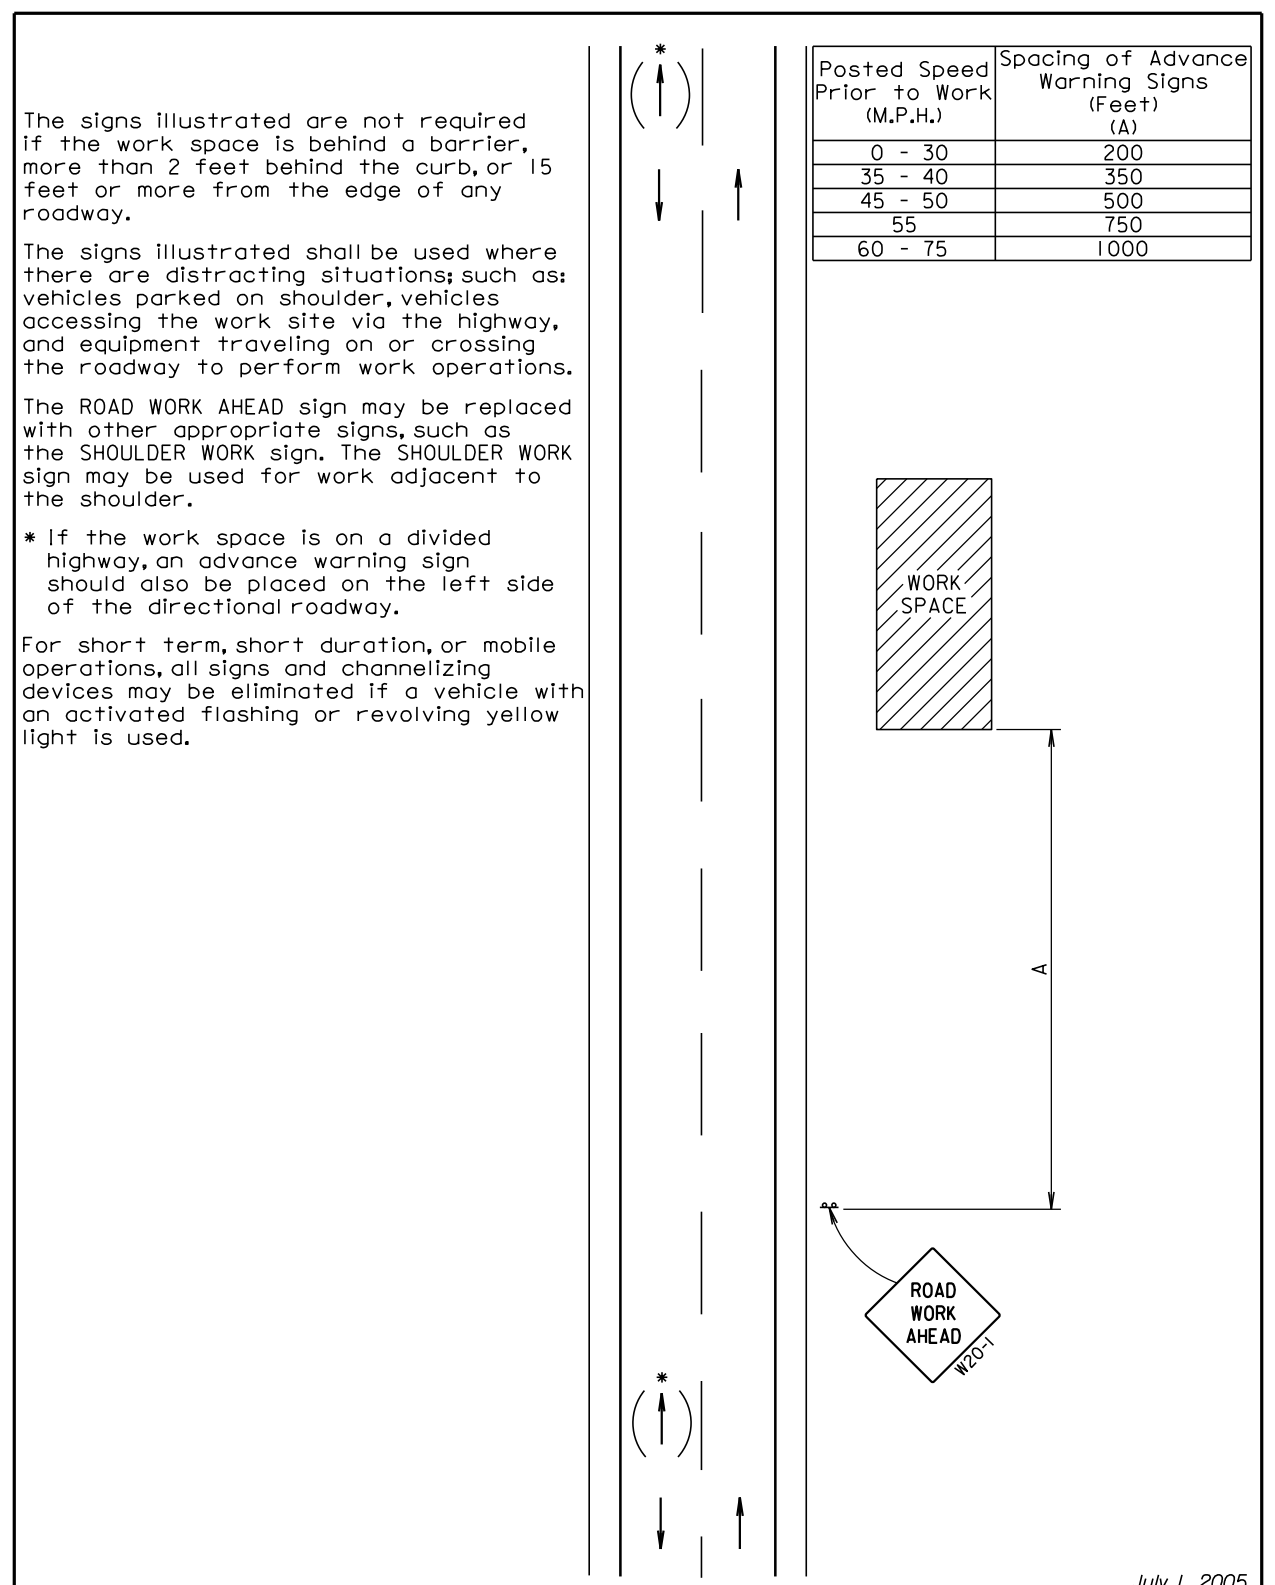 The signs illustrated are not required
if the work space is behind a barrier,
more than 2 feet behind the curb, or 15
feet or more from the edge of any
roadway.
The signs illustrated shall be used where
there are distracting situations; such as:
vehicles parked on shoulder, vehicles
accessing the work site via the highway,
and equipment traveling on or crossing
the roadway to perform work operations.
The ROAD WORK AHEAD sign may be replaced
with other appropriate signs, such as
the SHOULDER WORK sign. The SHOULDER WORK
sign may be used for work adjacent to
the shoulder.
* If the work space is on a divided
highway, an advance warning sign
should also be placed on the left side
of the directional roadway.
For short term, short duration, or mobile
operations, all signs and channelizing
devices may be eliminated if a vehicle with
an activated flashing or revolving yellow
light is used.
*
Posted Speed
Prior to Work
(M.P.H.)
Spacing of Advance
Warning Signs
(Feet)
(A)
0 - 30 200
35 - 40 350
45 - 50 500
55 750
60 - 75 1000
WORK
SPACE
A
ROAD
WORK
AHEAD
W20-1
*
July 1, 2005